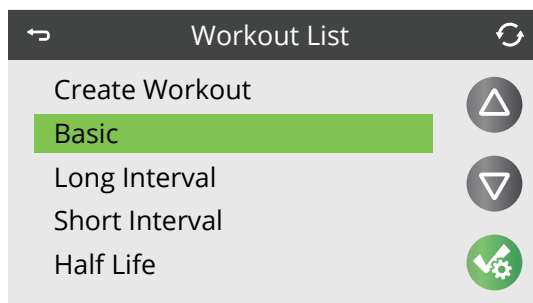 Workout List
Create Workout
Basic
Long Interval
Short Interval
Half Life